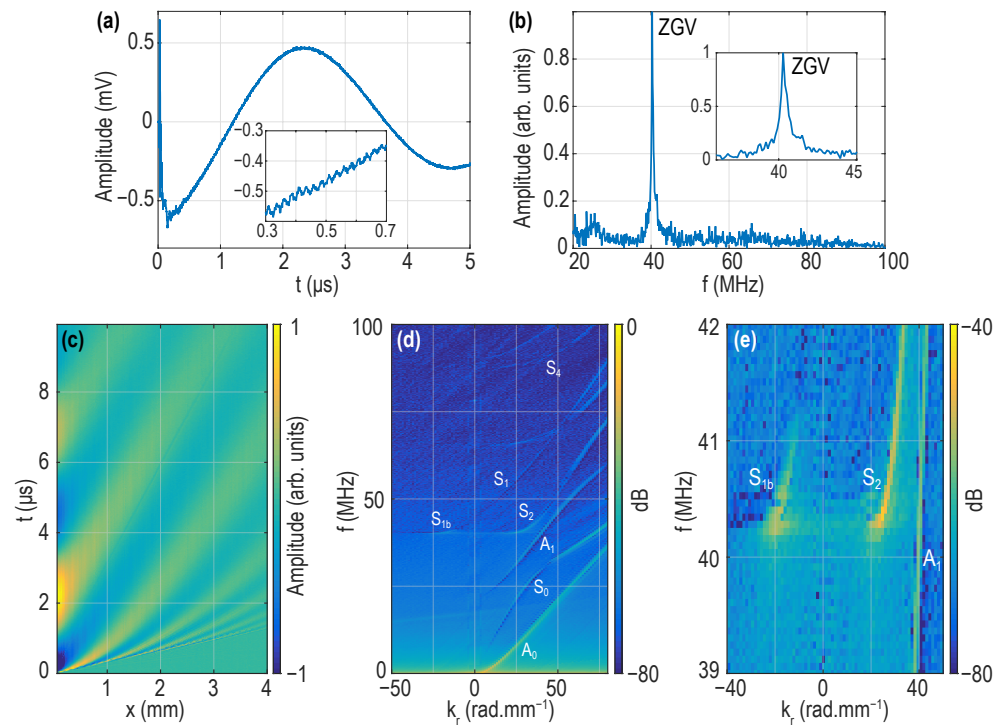 (a)
Amplitude (mV)
0.5
0
−0.5
−0.3
−0.4
−0.5
0.3 0.5 0.7
0 1 2 3 4 5
t (μs)
(b)
ZGV
Amplitude (arb. units)
0.8
0.6
0.4
0.2
0
1
0.5
0
ZGV
40 45
20 40 60 80 100
f (MHz)
(c)
t (μs)
8
6
4
2
0
0 1 2 3 4
x (mm)
1
Amplitude (arb. units)
−1
(d)
f (MHz)
100
50
0
S4
S1
S2
S1b
A1
S0
A0
−50 0 50
kr (rad.mm−1)
0
dB
−80
(e)
f (MHz)
42
41
40
39
S1b
S2
A1
−40 0 40
kr (rad.mm−1)
−40
dB
−80